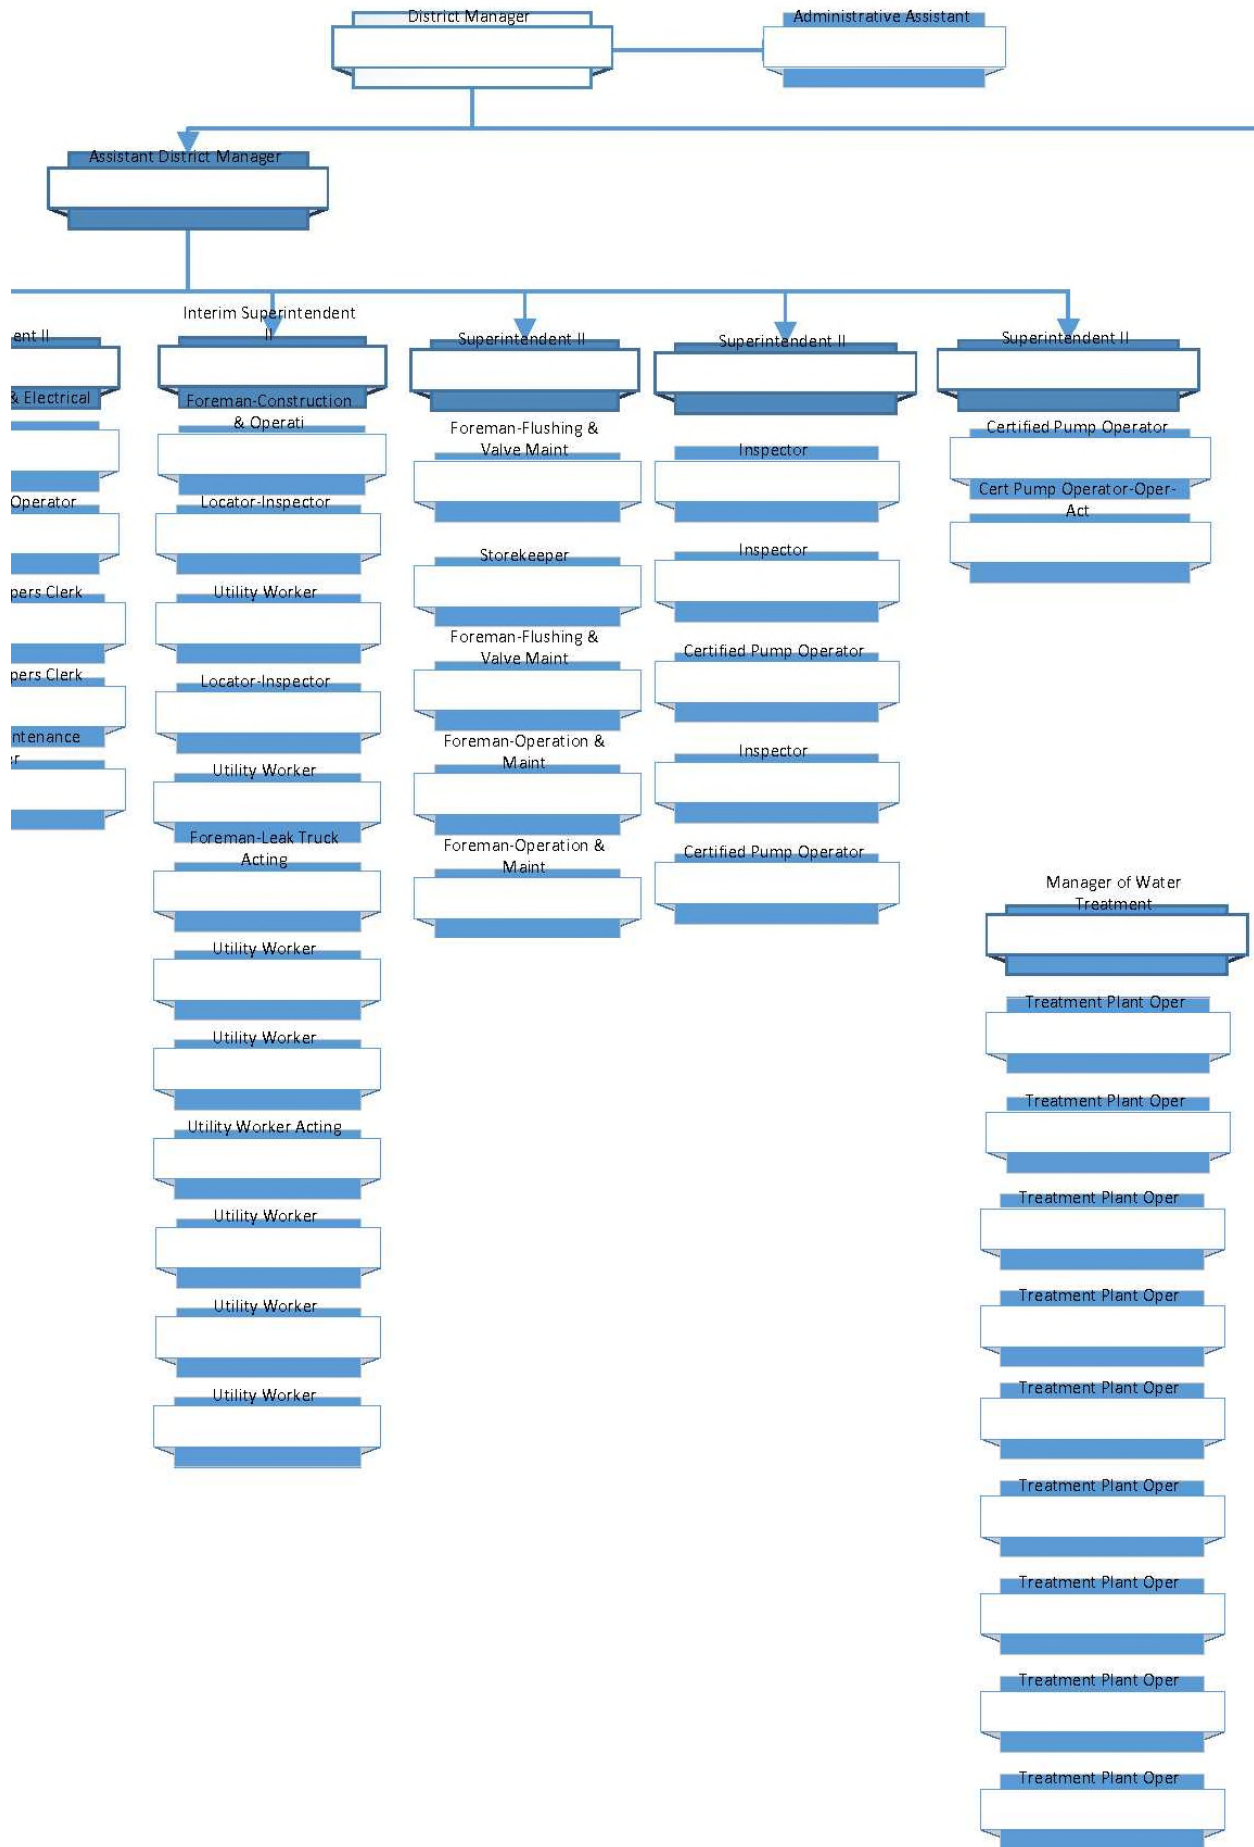 District Manager
Administrative Assistant
Assistant District Manager
ent II
& Electrical
Operator
pers Clerk
pers Clerk
ntenance
er
Interim Superintendent
II
Foreman-Construction
& Operati
Locator-Inspector
Utility Worker
Locator-Inspector
Utility Worker
Foreman-Leak Truck
Acting
Utility Worker
Utility Worker
Utility Worker Acting
Utility Worker
Utility Worker
Utility Worker
Superintendent II
Foreman-Flushing &
Valve Maint
Storekeeper
Foreman-Flushing &
Valve Maint
Foreman-Operation &
Maint
Foreman-Operation &
Maint
Superintendent II
Inspector
Inspector
Certified Pump Operator
Inspector
Certified Pump Operator
Superintendent II
Certified Pump Operator
Cert Pump Operator-Oper-
Act
Manager of Water
Treatment
Treatment Plant Oper
Treatment Plant Oper
Treatment Plant Oper
Treatment Plant Oper
Treatment Plant Oper
Treatment Plant Oper
Treatment Plant Oper
Treatment Plant Oper
Treatment Plant Oper